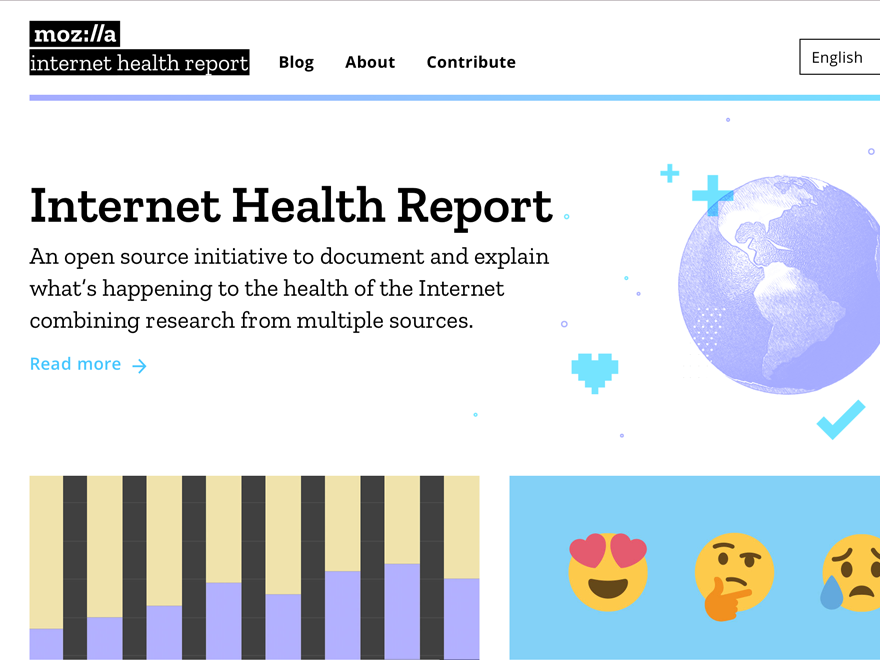 moz://a
internet health report
Blog About Contribute
English
Internet Health Report
An open source initiative to document and explain
what's happening to the health of the Internet
combining research from multiple sources.
Read more →